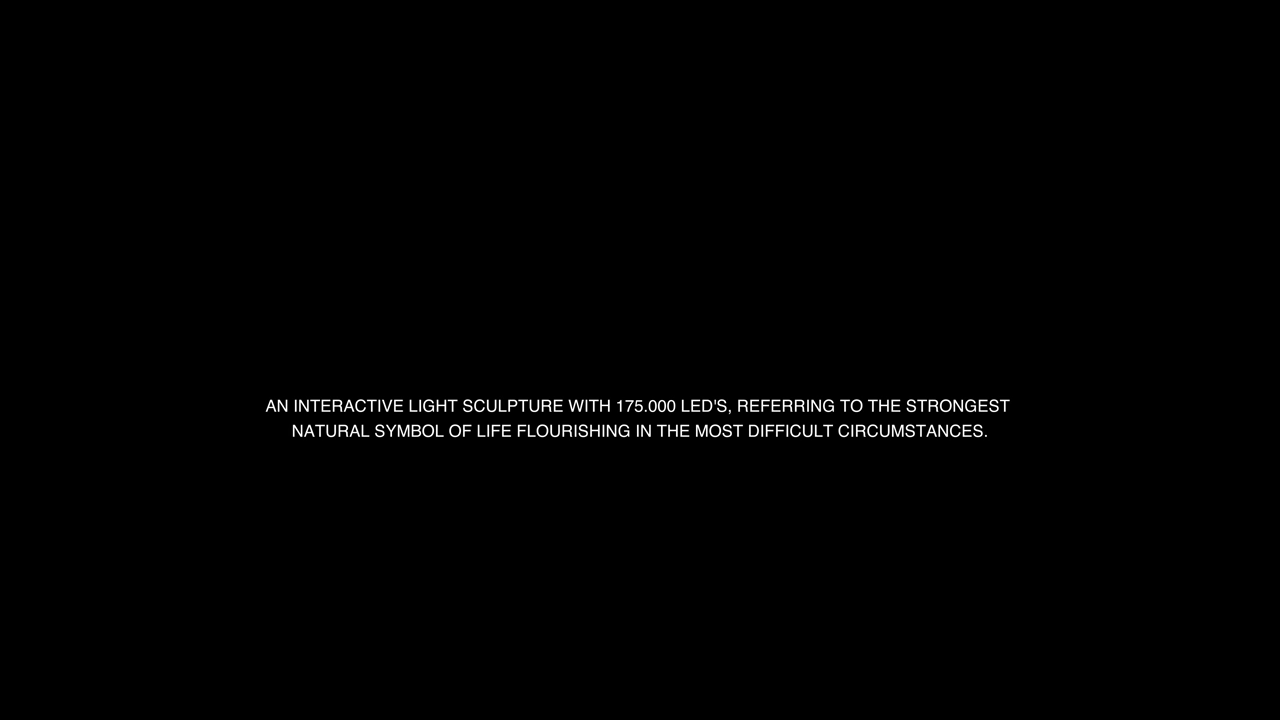 AN INTERACTIVE LIGHT SCULPTURE WITH 175.000 LED'S, REFERRING TO THE STRONGEST
NATURAL SYMBOL OF LIFE FLOURISHING IN THE MOST DIFFICULT CIRCUMSTANCES.